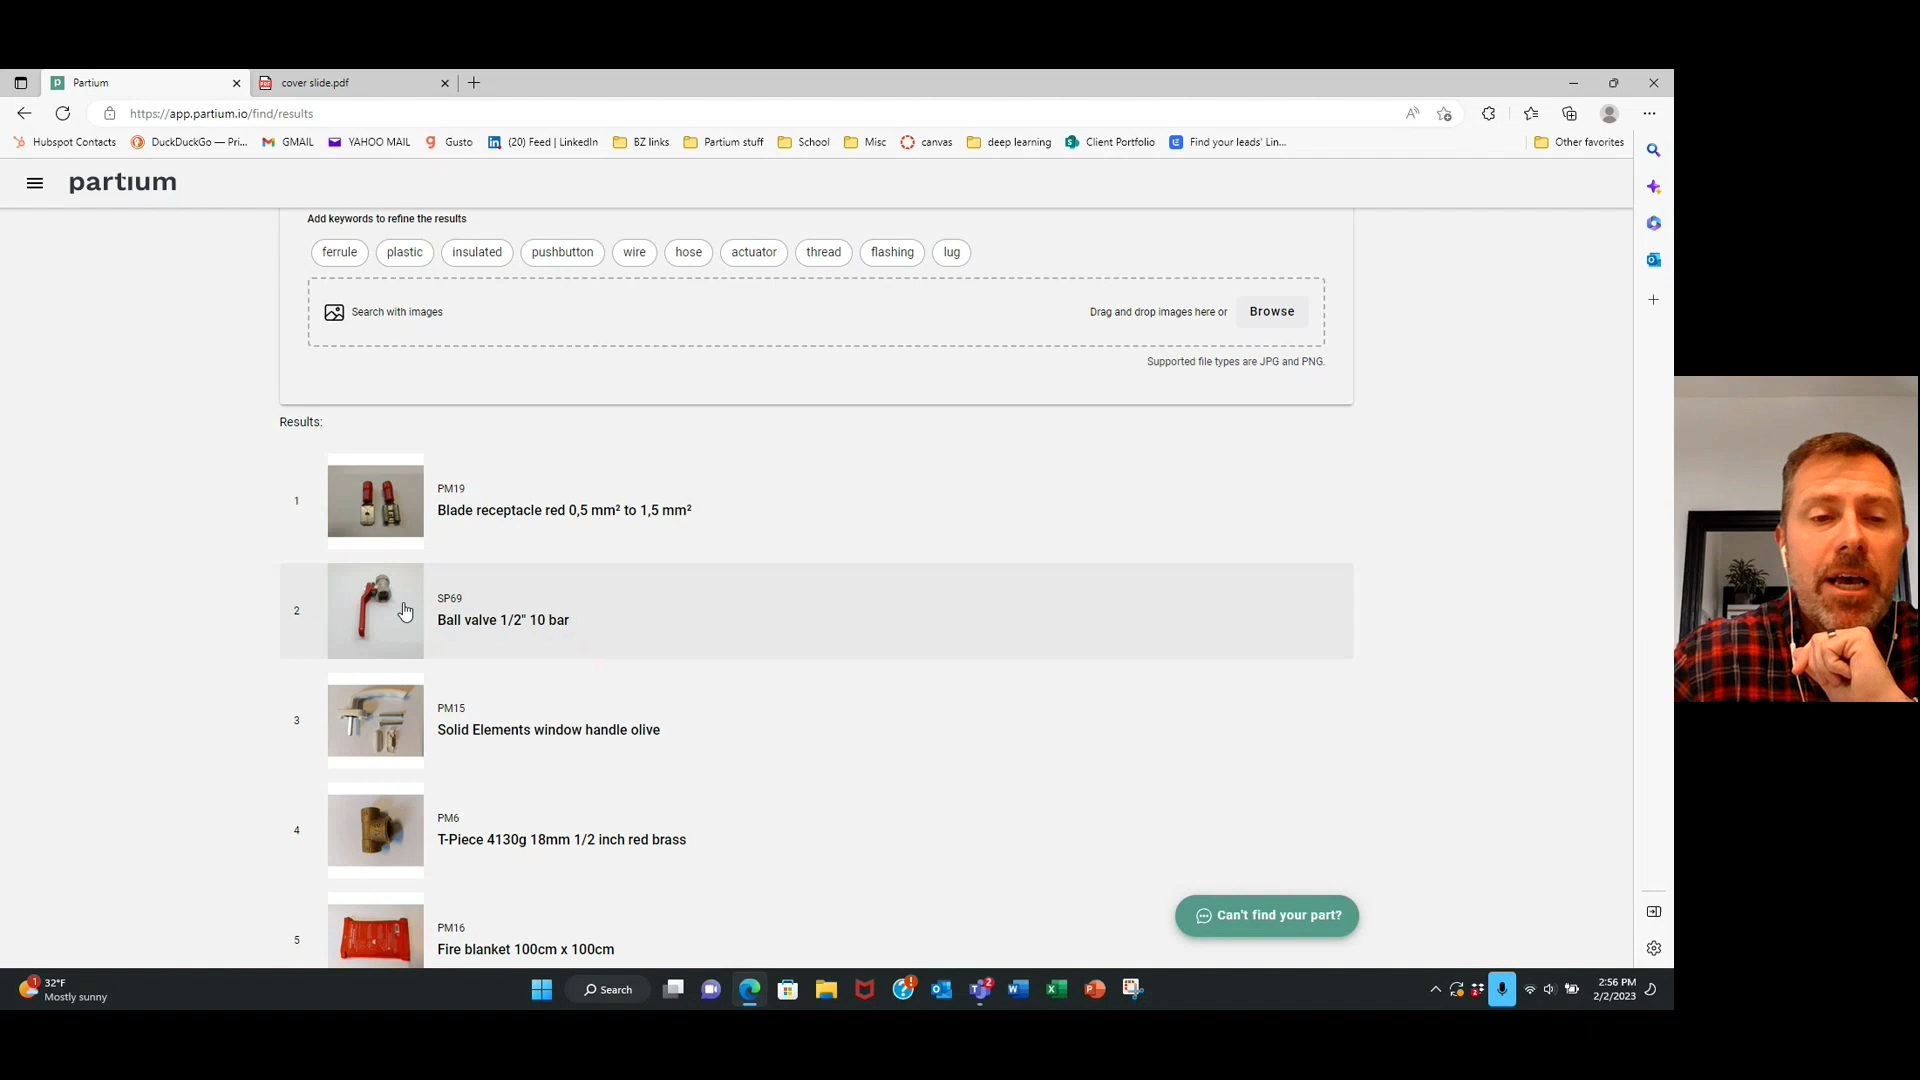 Partium
cover slide.pdf
https://app.partium.io/find/results
Hubspot Contacts
DuckDuckGo — Pri...
GMAIL
YAHOO MAIL
Gusto
(20) Feed | LinkedIn
BZ links
Partium stuff
School
Misc
canvas
deep learning
Client Portfolio
Find your leads' Lin...
Other favorites
partium
Add keywords to refine the results
ferrule
plastic
insulated
pushbutton
wire
hose
actuator
thread
flashing
lug
Search with images
Drag and drop images here or
Browse
Supported file types are JPG and PNG.
Results:
1
PM19
Blade receptacle red 0,5 mm² to 1,5 mm²
2
SP69
Ball valve 1/2" 10 bar
3
PM15
Solid Elements window handle olive
4
PM6
T-Piece 4130g 18mm 1/2 inch red brass
5
PM16
Fire blanket 100cm x 100cm
Can't find your part?
1
32°F
Mostly sunny
Search
2
2:56 PM
2/2/2023